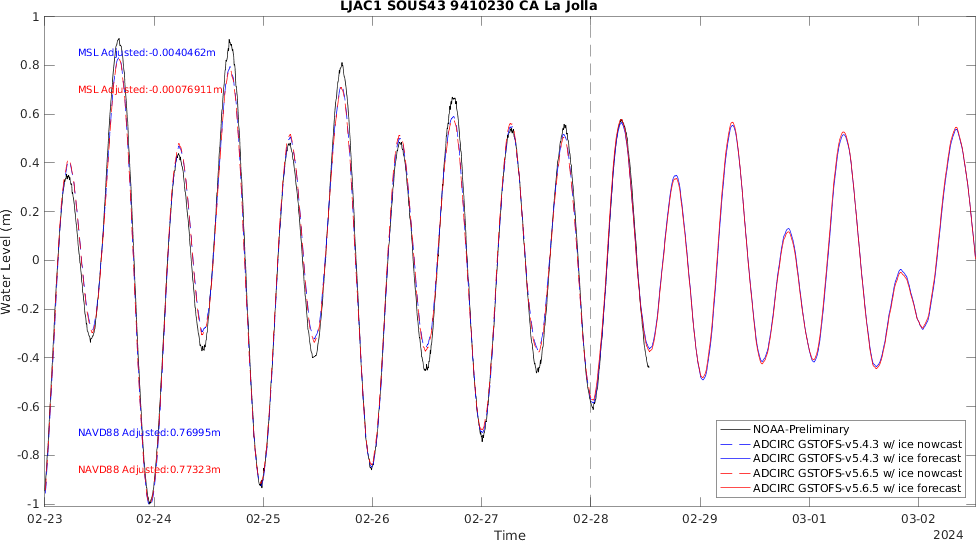 LJAC1 SOUS43 9410230 CA La Jolla
1
0.8
0.6
0.4
0.2
0
-0.2
-0.4
-0.6
-0.8
-1
Water Level (m)
MSL Adjusted:-0.0040462m
MSL Adjusted:-0.00076911m
NAVD88 Adjusted:0.76995m
NAVD88 Adjusted:0.77323m
NOAA-Preliminary
ADCIRC GSTOFS-v5.4.3 w/ ice nowcast
ADCIRC GSTOFS-v5.4.3 w/ ice forecast
ADCIRC GSTOFS-v5.6.5 w/ ice nowcast
ADCIRC GSTOFS-v5.6.5 w/ ice forecast
02-23 02-24 02-25 02-26 02-27 02-28 02-29 03-01 03-02
Time
2024